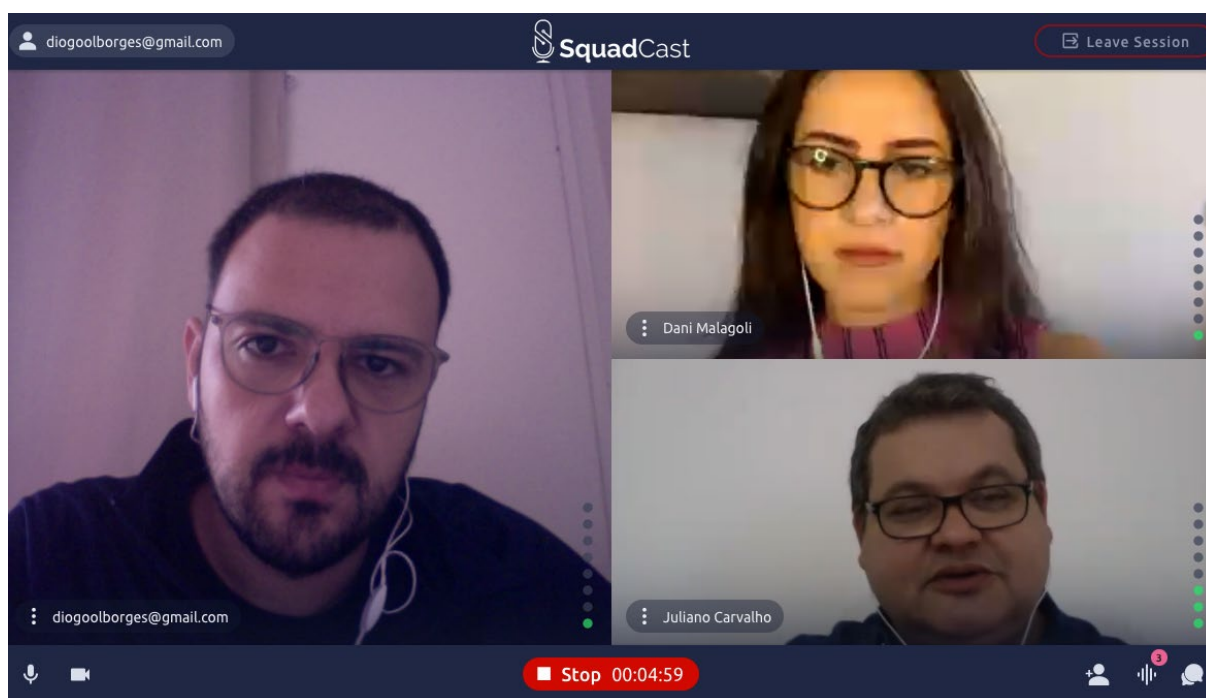 diogoolborges@gmail.com
SquadCast
Leave Session
Dani Malagoli
diogoolborges@gmail.com
Juliano Carvalho
Stop 00:04:59
3